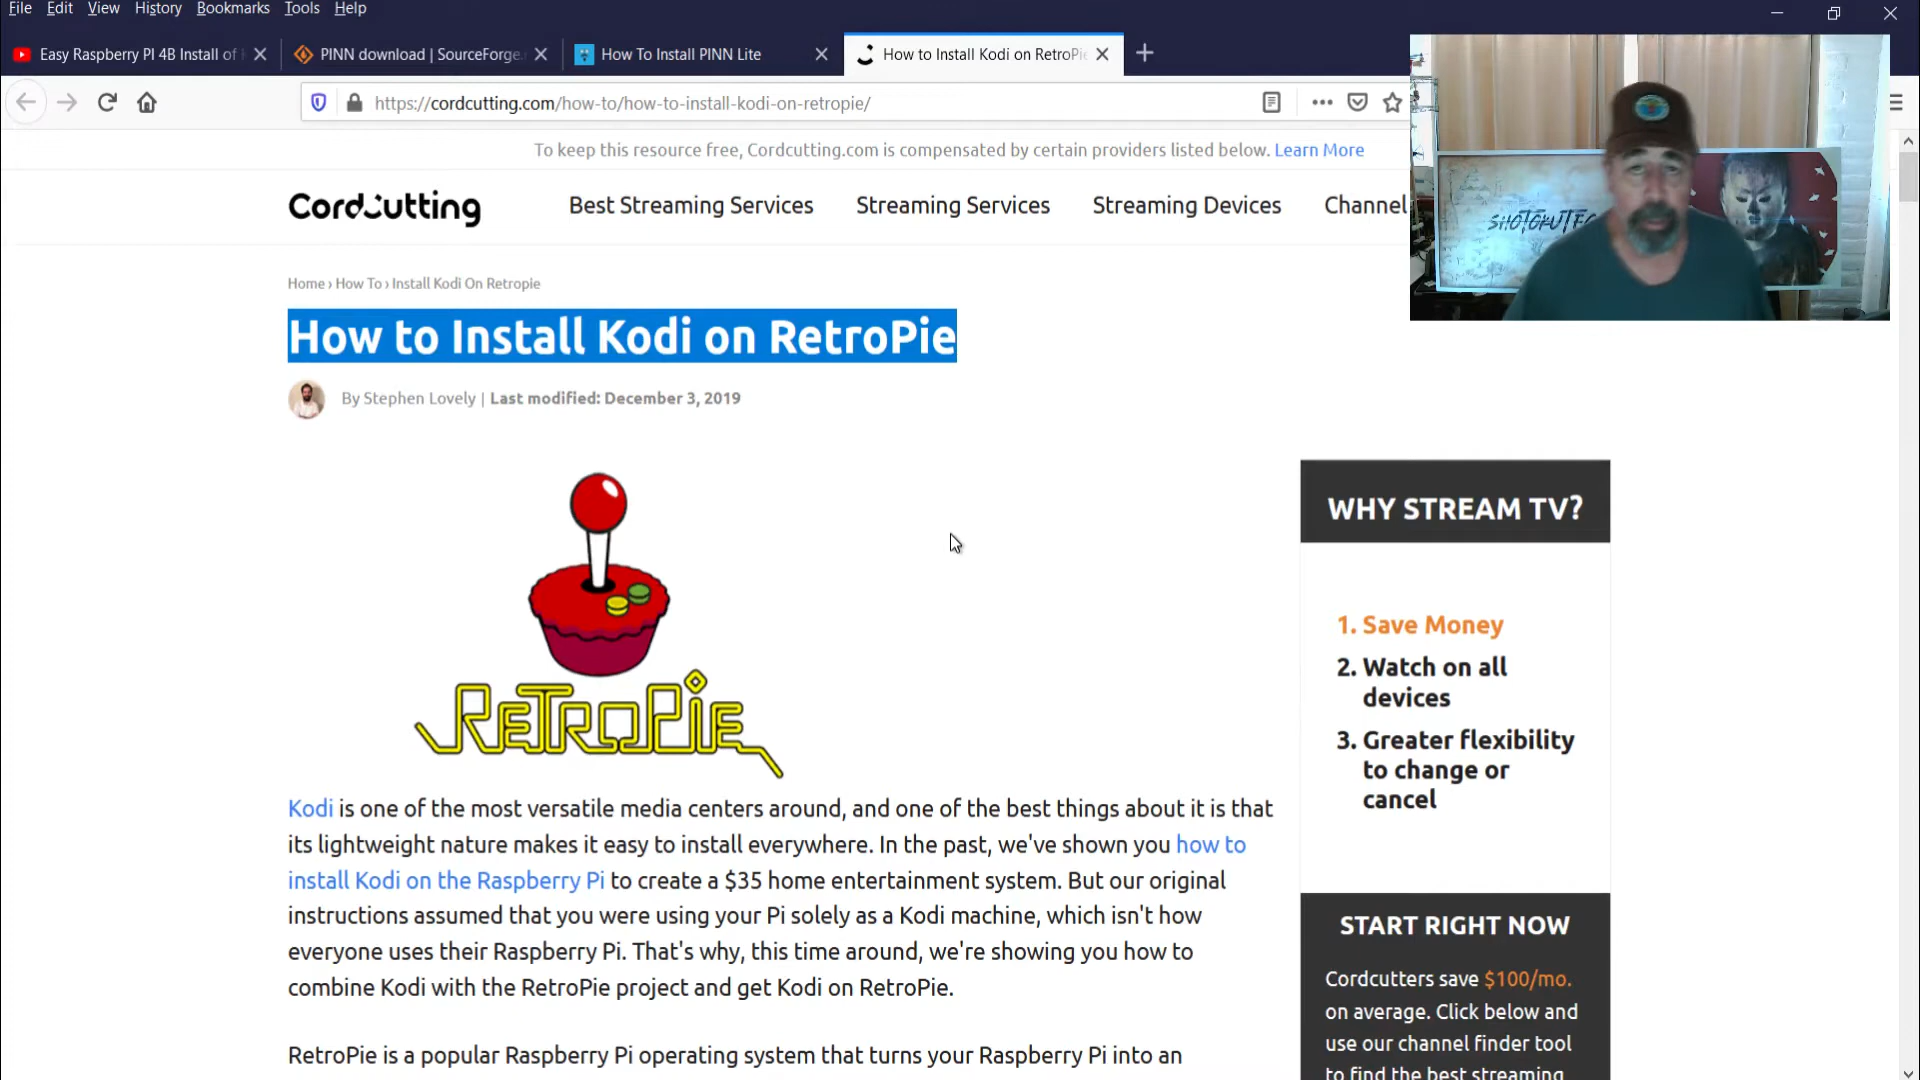 File Edit View History Bookmarks Tools Help
Easy Raspberry PI 4B Install of
PINN download | SourceForge.
How To Install PINN Lite
How to Install Kodi on RetroPie
https://cordcutting.com/how-to/how-to-install-kodi-on-retropie/
To keep this resource free, Cordcutting.com is compensated by certain providers listed below. Learn More
Cordcutting
Best Streaming Services Streaming Services Streaming Devices Channel
Home › How To › Install Kodi On Retropie
How to Install Kodi on RetroPie
By Stephen Lovely | Last modified: December 3, 2019
RETROPIE
Kodi is one of the most versatile media centers around, and one of the best things about it is that
its lightweight nature makes it easy to install everywhere. In the past, we've shown you how to
install Kodi on the Raspberry Pi to create a $35 home entertainment system. But our original
instructions assumed that you were using your Pi solely as a Kodi machine, which isn't how
everyone uses their Raspberry Pi. That's why, this time around, we're showing you how to
combine Kodi with the RetroPie project and get Kodi on RetroPie.
RetroPie is a popular Raspberry Pi operating system that turns your Raspberry Pi into an
WHY STREAM TV?
1. Save Money
2. Watch on all
devices
3. Greater flexibility
to change or
cancel
START RIGHT NOW
Cordcutters save $100/mo.
on average. Click below and
use our channel finder tool
to find the best streaming